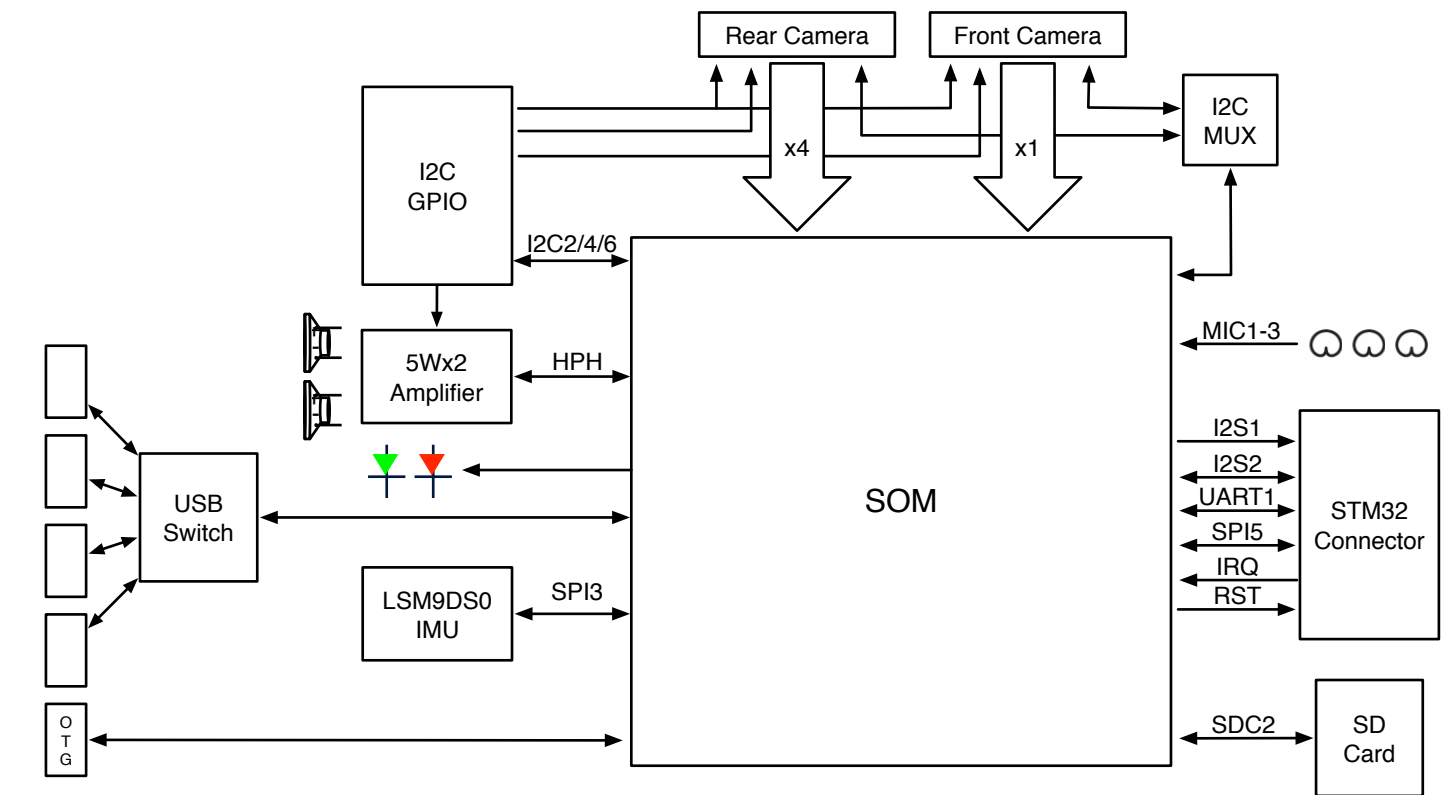 Rear Camera
Front Camera
I2C
MUX
x4
x1
I2C
GPIO
I2C2/4/6
MIC1-3
5Wx2
Amplifier
HPH
I2S1
I2S2
UART1
SPI5
IRQ
RST
STM32
Connector
SOM
USB
Switch
LSM9DS0
IMU
SPI3
O
T
G
SDC2
SD
Card